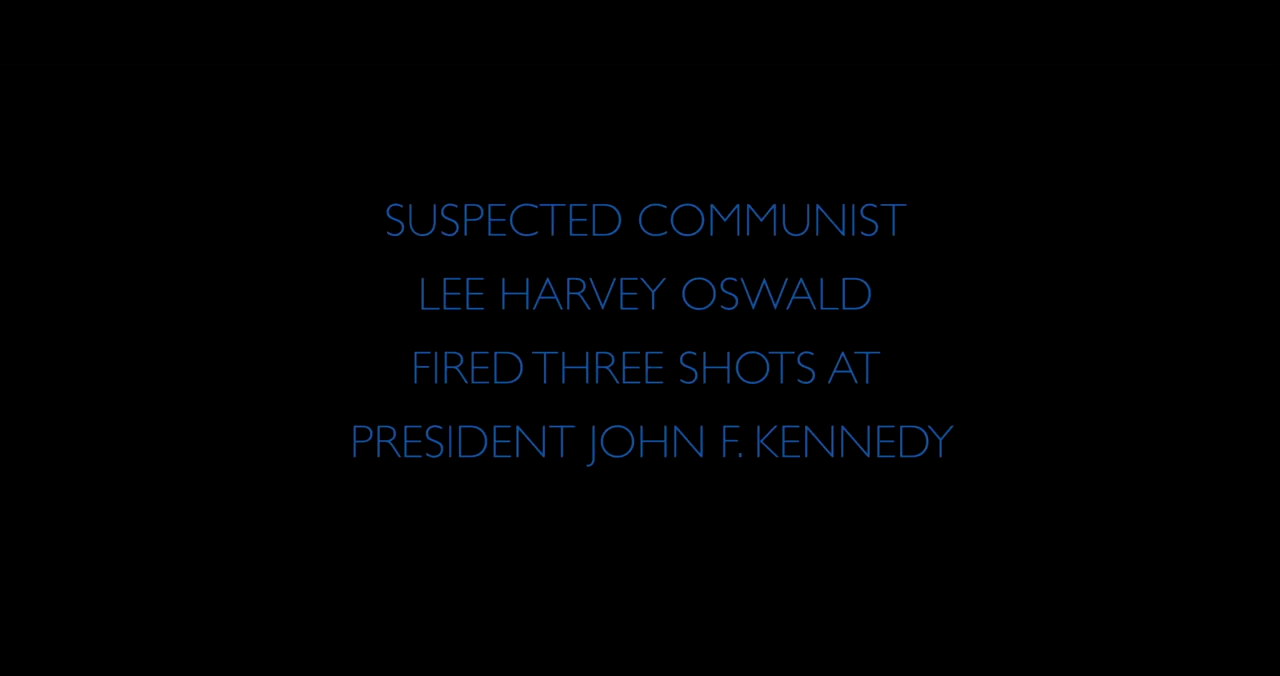 SUSPECTED COMMUNIST
LEE HARVEY OSWALD
FIRED THREE SHOTS AT
PRESIDENT JOHN F. KENNEDY